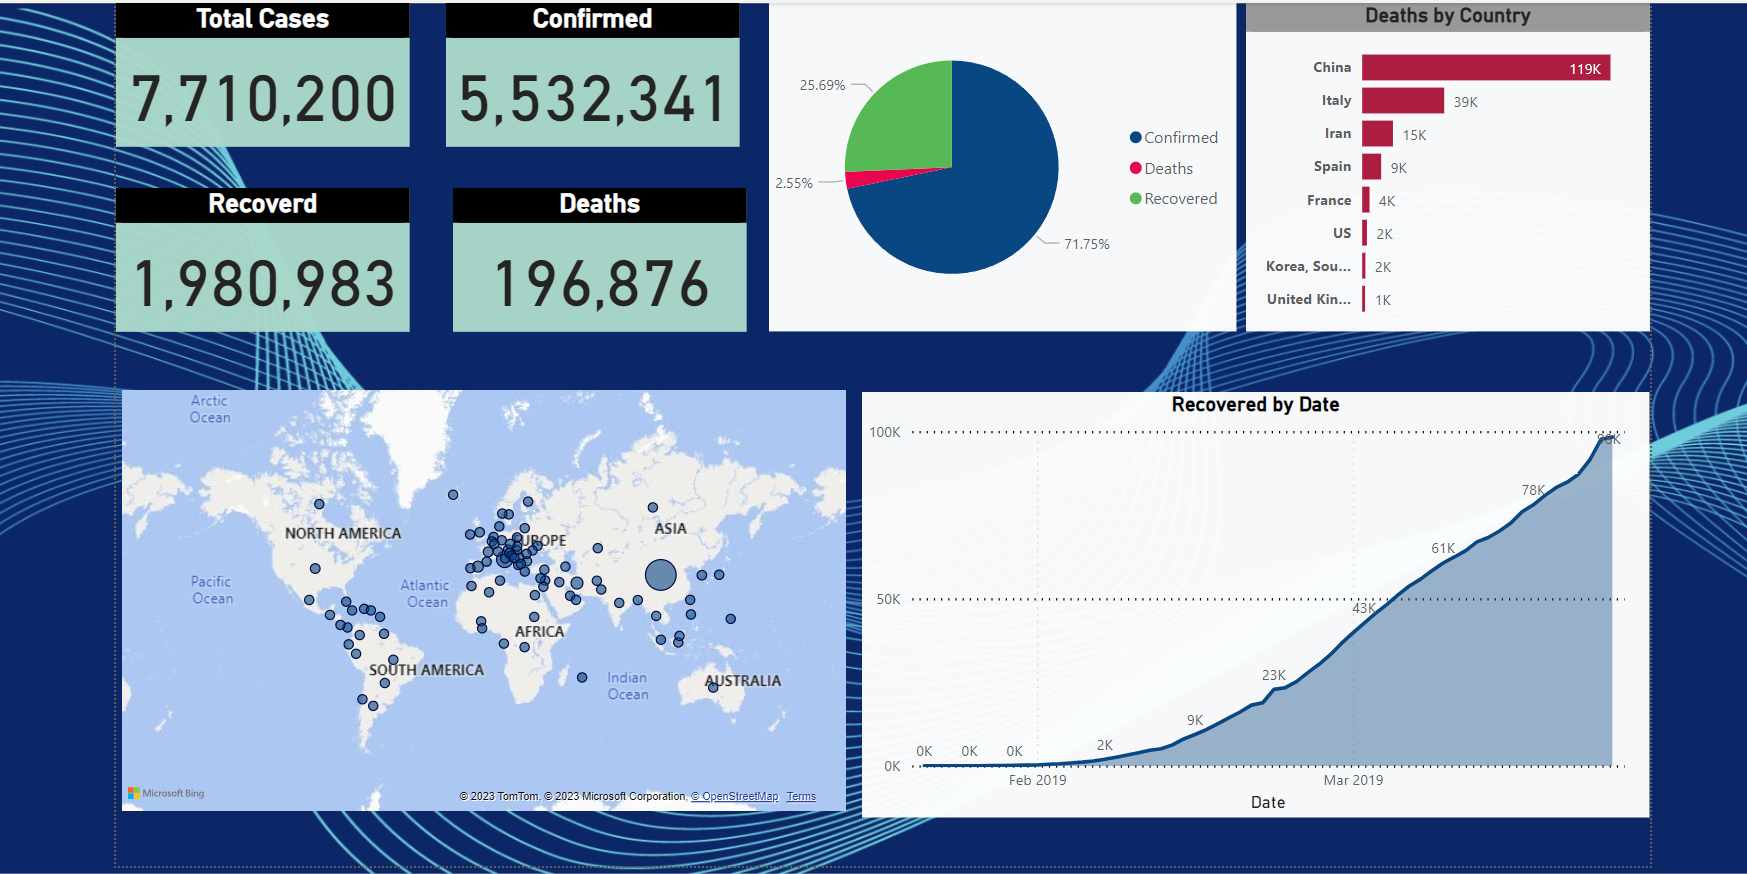 Total Cases
7,710,200
Confirmed
5,532,341
Recoverd
1,980,983
Deaths
196,876
25.69%
2.55%
71.75%
Confirmed
Deaths
Recovered
Deaths by Country
China 119K
Italy 39K
Iran 15K
Spain 9K
France 4K
US 2K
Korea, Sou... 2K
United Kin... 1K
Arctic
Ocean
NORTH AMERICA
EUROPE
ASIA
Pacific
Ocean
Atlantic
Ocean
AFRICA
SOUTH AMERICA
Indian
Ocean
AUSTRALIA
Microsoft Bing
© 2023 TomTom, © 2023 Microsoft Corporation, © OpenStreetMap Terms
Recovered by Date
100K
50K
0K
0K 0K 0K 2K 9K 23K 43K 61K 78K
Feb 2019 Mar 2019
Date